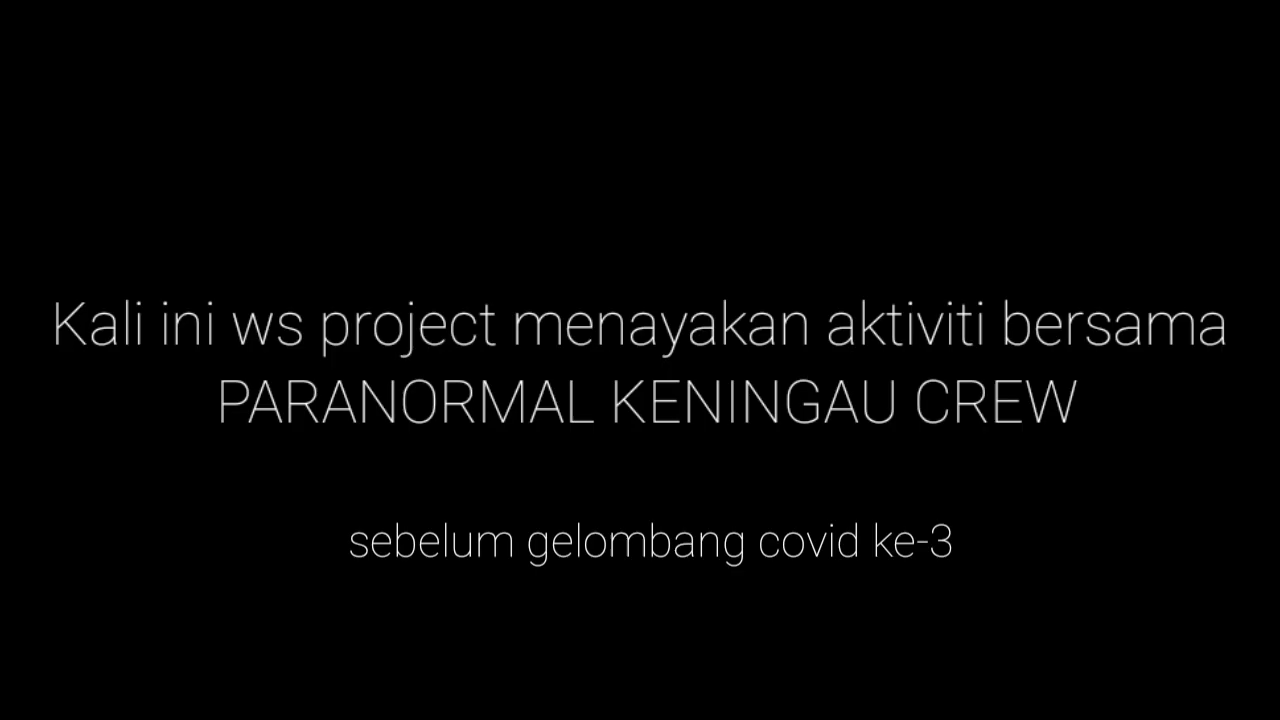 Kali ini ws project menayakan aktiviti bersama
PARANORMAL KENINGAU CREW
sebelum gelombang covid ke-3